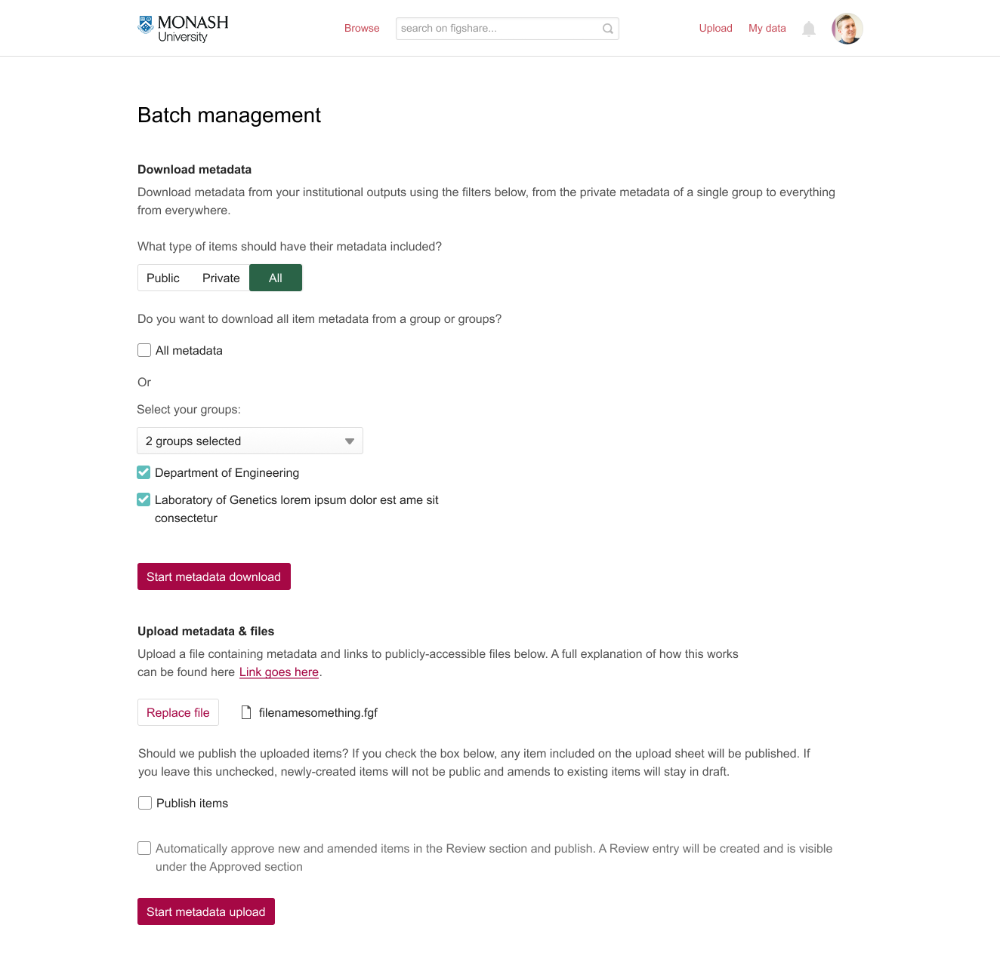 MONASH
University
Browse
search on figshare...
Upload
My data
Batch management
Download metadata
Download metadata from your institutional outputs using the filters below, from the private metadata of a single group to everything
from everywhere.
What type of items should have their metadata included?
Public
Private
All
Do you want to download all item metadata from a group or groups?
All metadata
Or
Select your groups:
2 groups selected
Department of Engineering
Laboratory of Genetics lorem ipsum dolor est ame sit
consectetur
Start metadata download
Upload metadata & files
Upload a file containing metadata and links to publicly-accessible files below. A full explanation of how this works
can be found here Link goes here.
Replace file
filenamesomething.fgf
Should we publish the uploaded items? If you check the box below, any item included on the upload sheet will be published. If
you leave this unchecked, newly-created items will not be public and amends to existing items will stay in draft.
Publish items
Automatically approve new and amended items in the Review section and publish. A Review entry will be created and is visible
under the Approved section
Start metadata upload